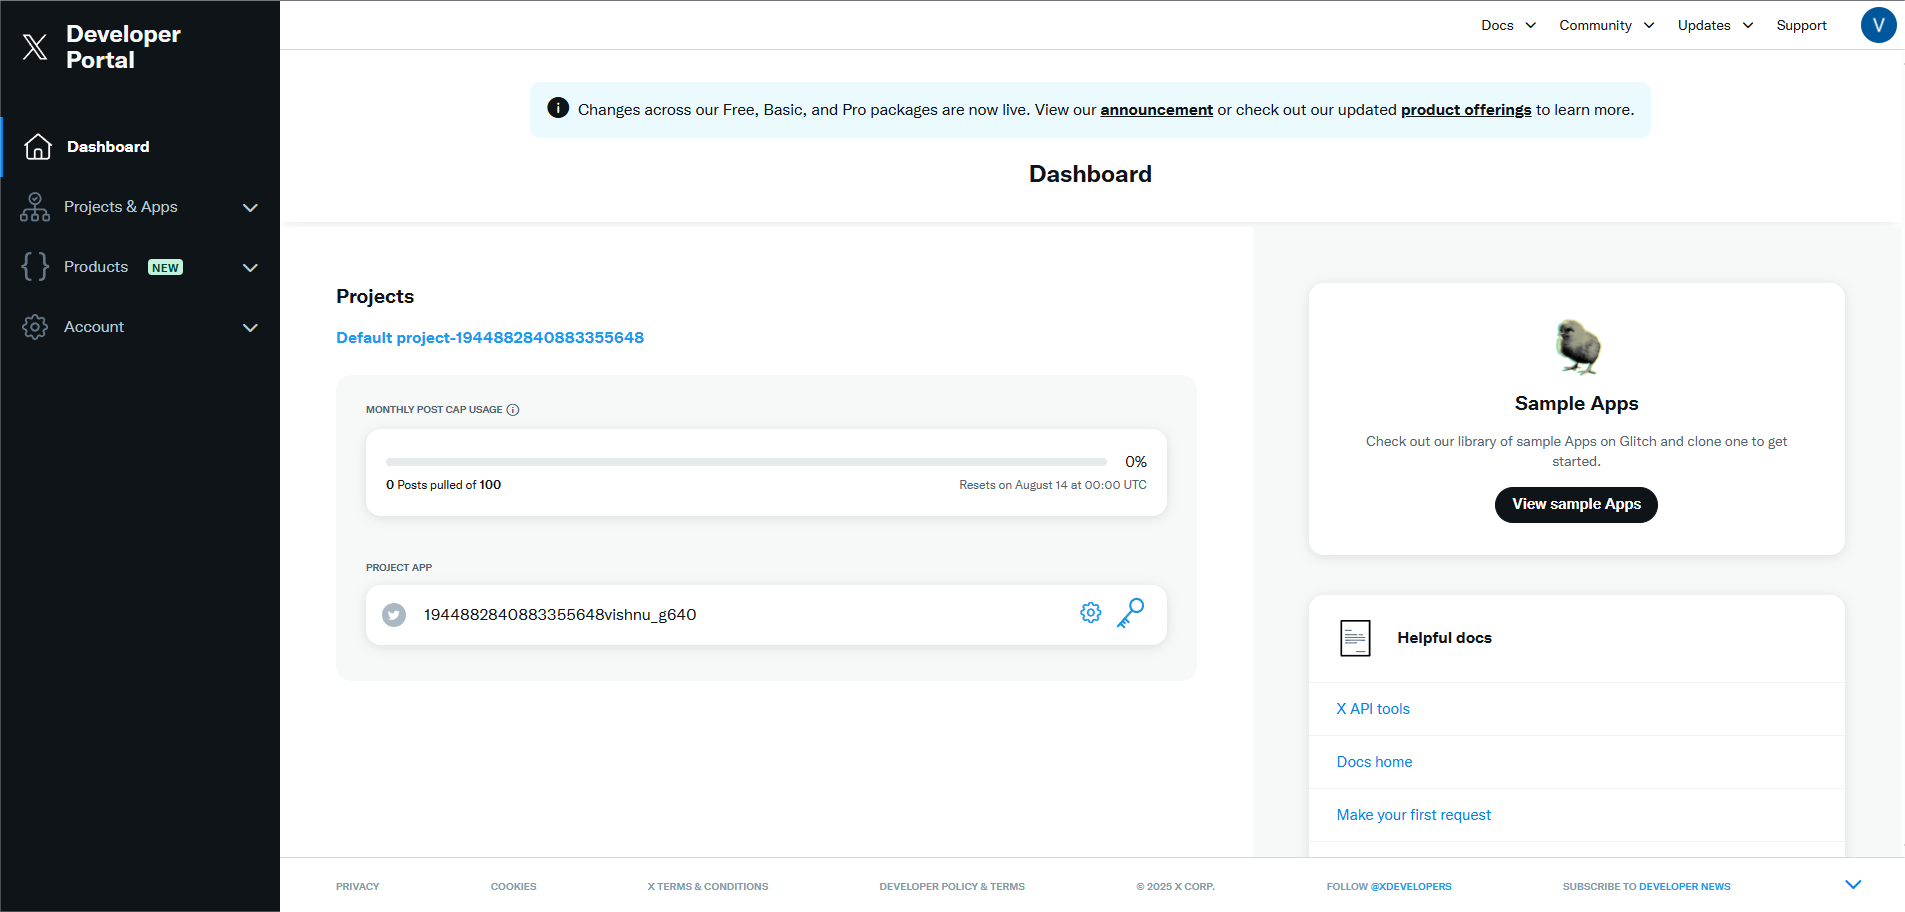 Developer
Portal
Dashboard
Projects & Apps
Products NEW
Account
Docs Community Updates Support V
Changes across our Free, Basic, and Pro packages are now live. View our announcement or check out our updated product offerings to learn more.
Dashboard
Projects
Default project-1944882840883355648
MONTHLY POST CAP USAGE
0%
0 Posts pulled of 100
Resets on August 14 at 00:00 UTC
PROJECT APP
1944882840883355648vishnu_g640
Sample Apps
Check out our library of sample Apps on Glitch and clone one to get
started.
View sample Apps
Helpful docs
X API tools
Docs home
Make your first request
PRIVACY COOKIES X TERMS & CONDITIONS DEVELOPER POLICY & TERMS © 2025 X CORP. FOLLOW @XDEVELOPERS SUBSCRIBE TO DEVELOPER NEWS